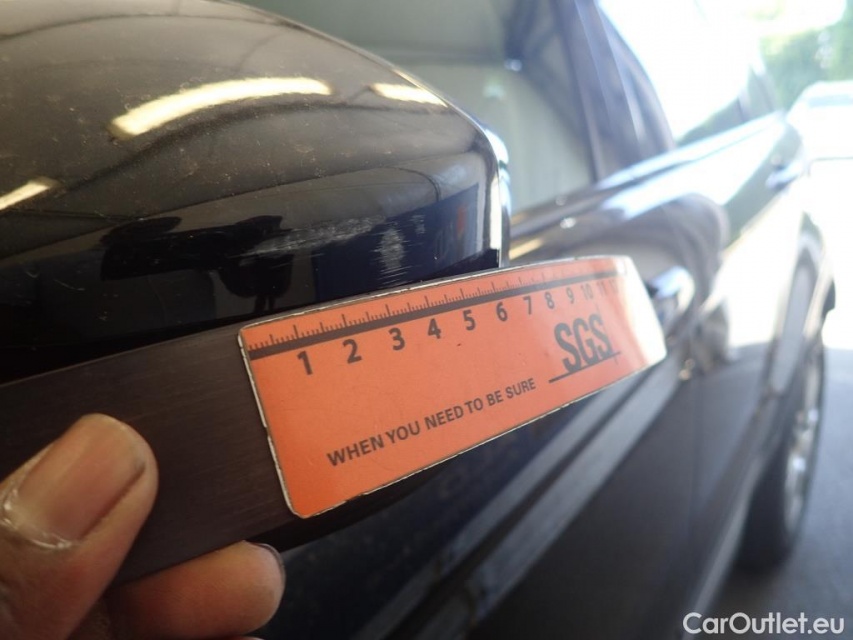 1 2 3 4 5 6 7 8 9 10
SGS
WHEN YOU NEED TO BE SURE
CarOutlet.eu